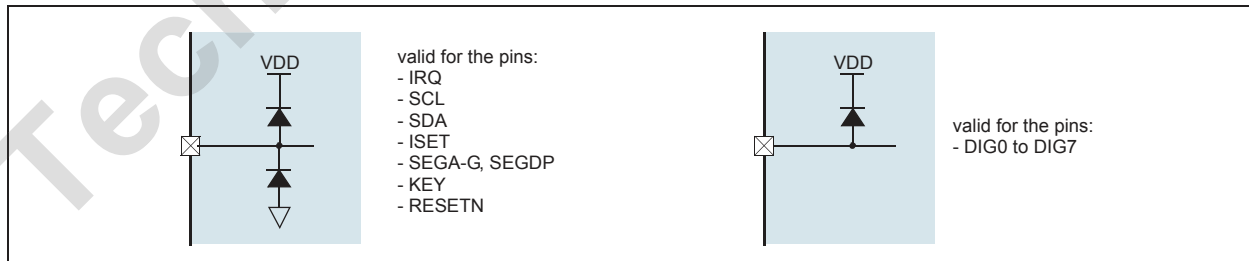 VDD
valid for the pins:
- IRQ
- SCL
- SDA
- ISET
- SEGA-G, SEGDP
- KEY
- RESETN
VDD
valid for the pins:
- DIG0 to DIG7